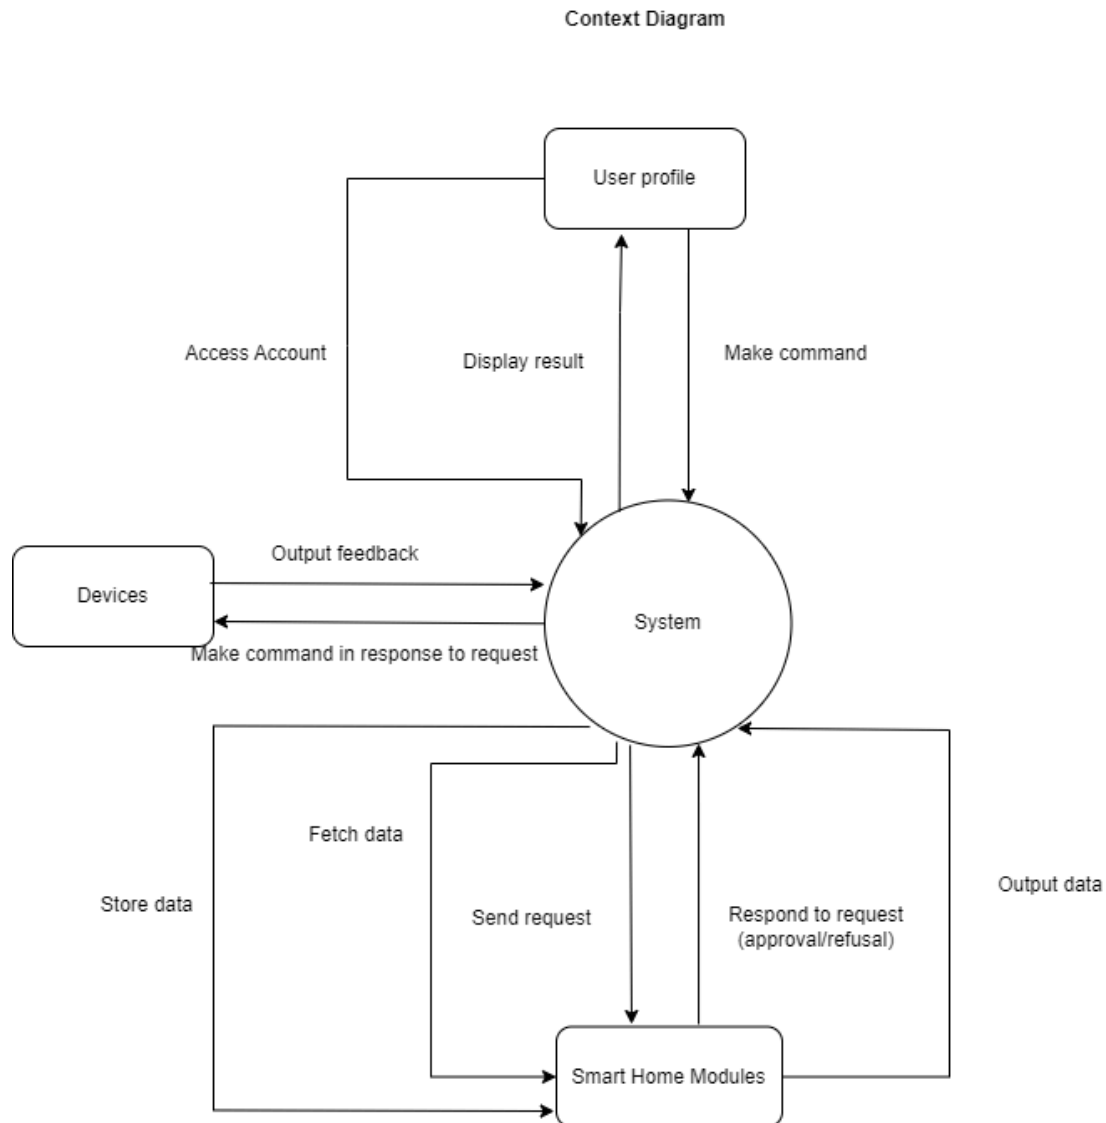 Context Diagram
User profile
Access Account
Display result
Make command
Output feedback
Devices
System
Make command in response to request
Fetch data
Store data
Send request
Respond to request
(approval/refusal)
Output data
Smart Home Modules